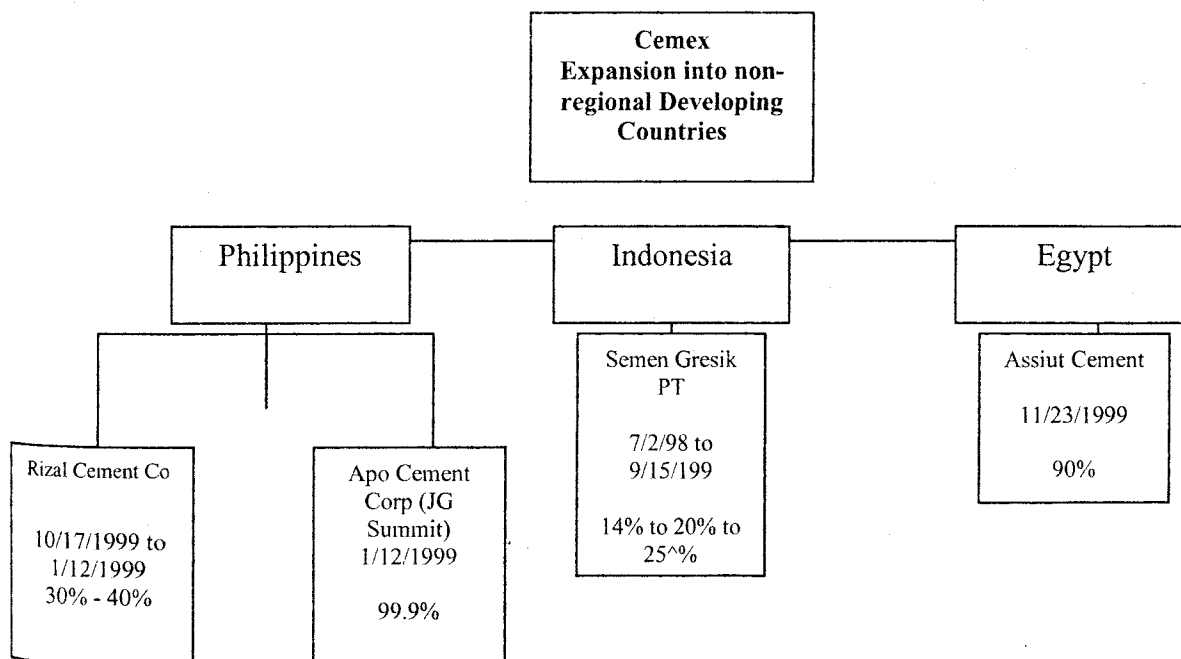 Cemex
Expansion into non-
regional Developing
Countries
Philippines
Indonesia
Egypt
Rizal Cement Co
10/17/1999 to
1/12/1999
30% - 40%
Apo Cement
Corp (JG
Summit)
1/12/1999
99.9%
Semen Gresik
PT
7/2/98 to
9/15/199
14% to 20% to
25^%
Assiut Cement
11/23/1999
90%